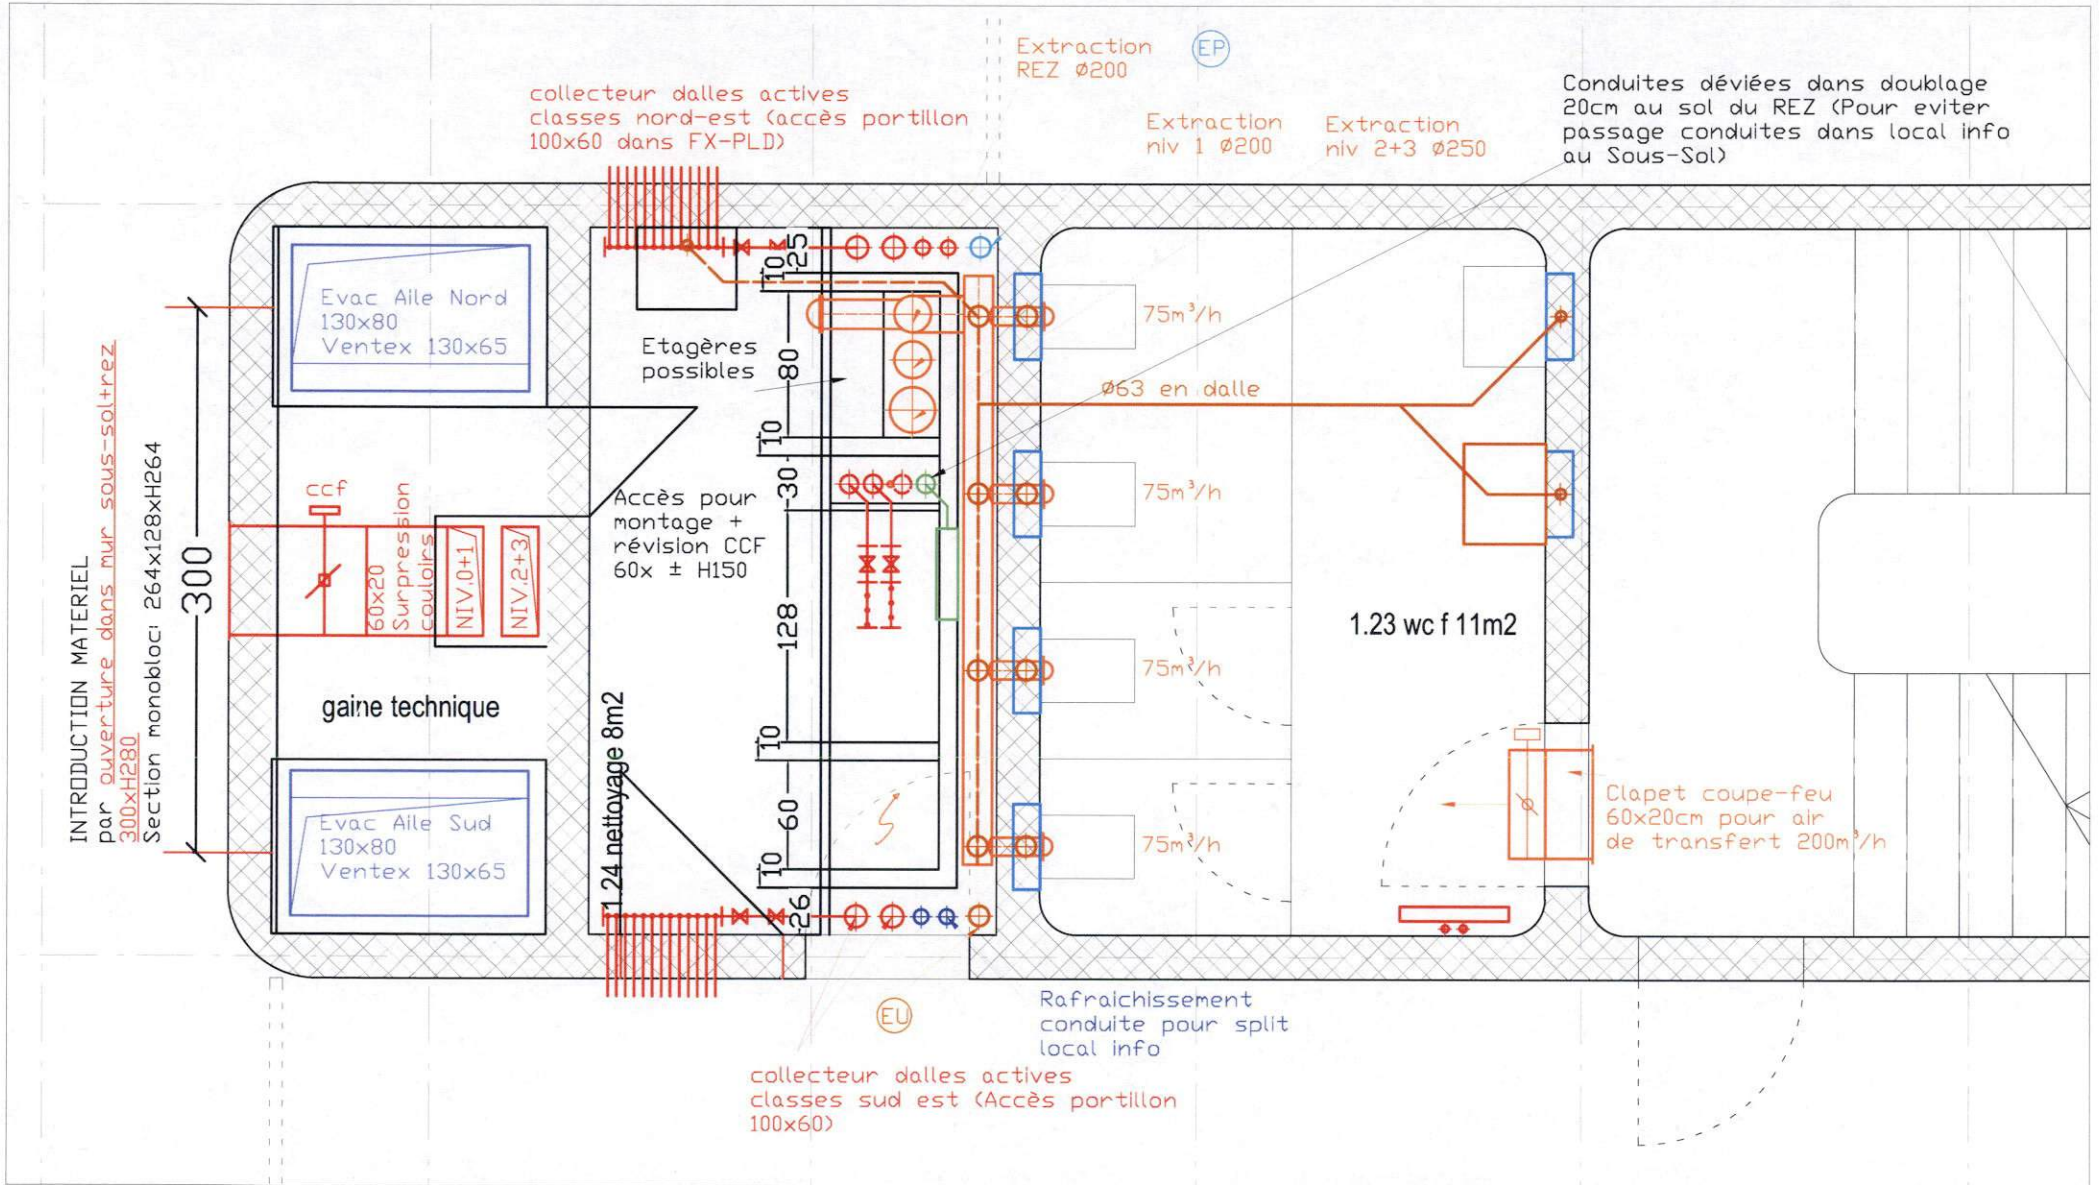 Extraction
REZ Ø200
EP
collecteur dalles actives
classes nord-est (accès portillon
100x60 dans FX-PLD)
Extraction
niv 1 Ø200
Extraction
niv 2+3 Ø250
Conduites déviées dans doublage
20cm au sol du REZ (Pour eviter
passage conduites dans local info
au Sous-Sol)
INTRODUCTION MATERIEL
par ouverture dans mur sous-sol+rez
300xH280
Section monobloc: 264x128xH264
300
Evac Aile Nord
130x80
Ventex 130x65
ccf
60x20
Surpression
couloirs
NIV.0+1
NIV.2+3
gaine technique
Evac Aile Sud
130x80
Ventex 130x65
Etagères
possibles
Accès pour
montage +
révision CCF
60x ± H150
1.24 nettoyage 8m2
25
10
80
10
30
128
10
60
10
26
75m³/h
Ø63 en dalle
75m³/h
75m³/h
75m³/h
1.23 wc f 11m2
Clapet coupe-feu
60x20cm pour air
de transfert 200m³/h
EU
Rafraichissement
conduite pour split
local info
collecteur dalles actives
classes sud est (Accès portillon
100x60)